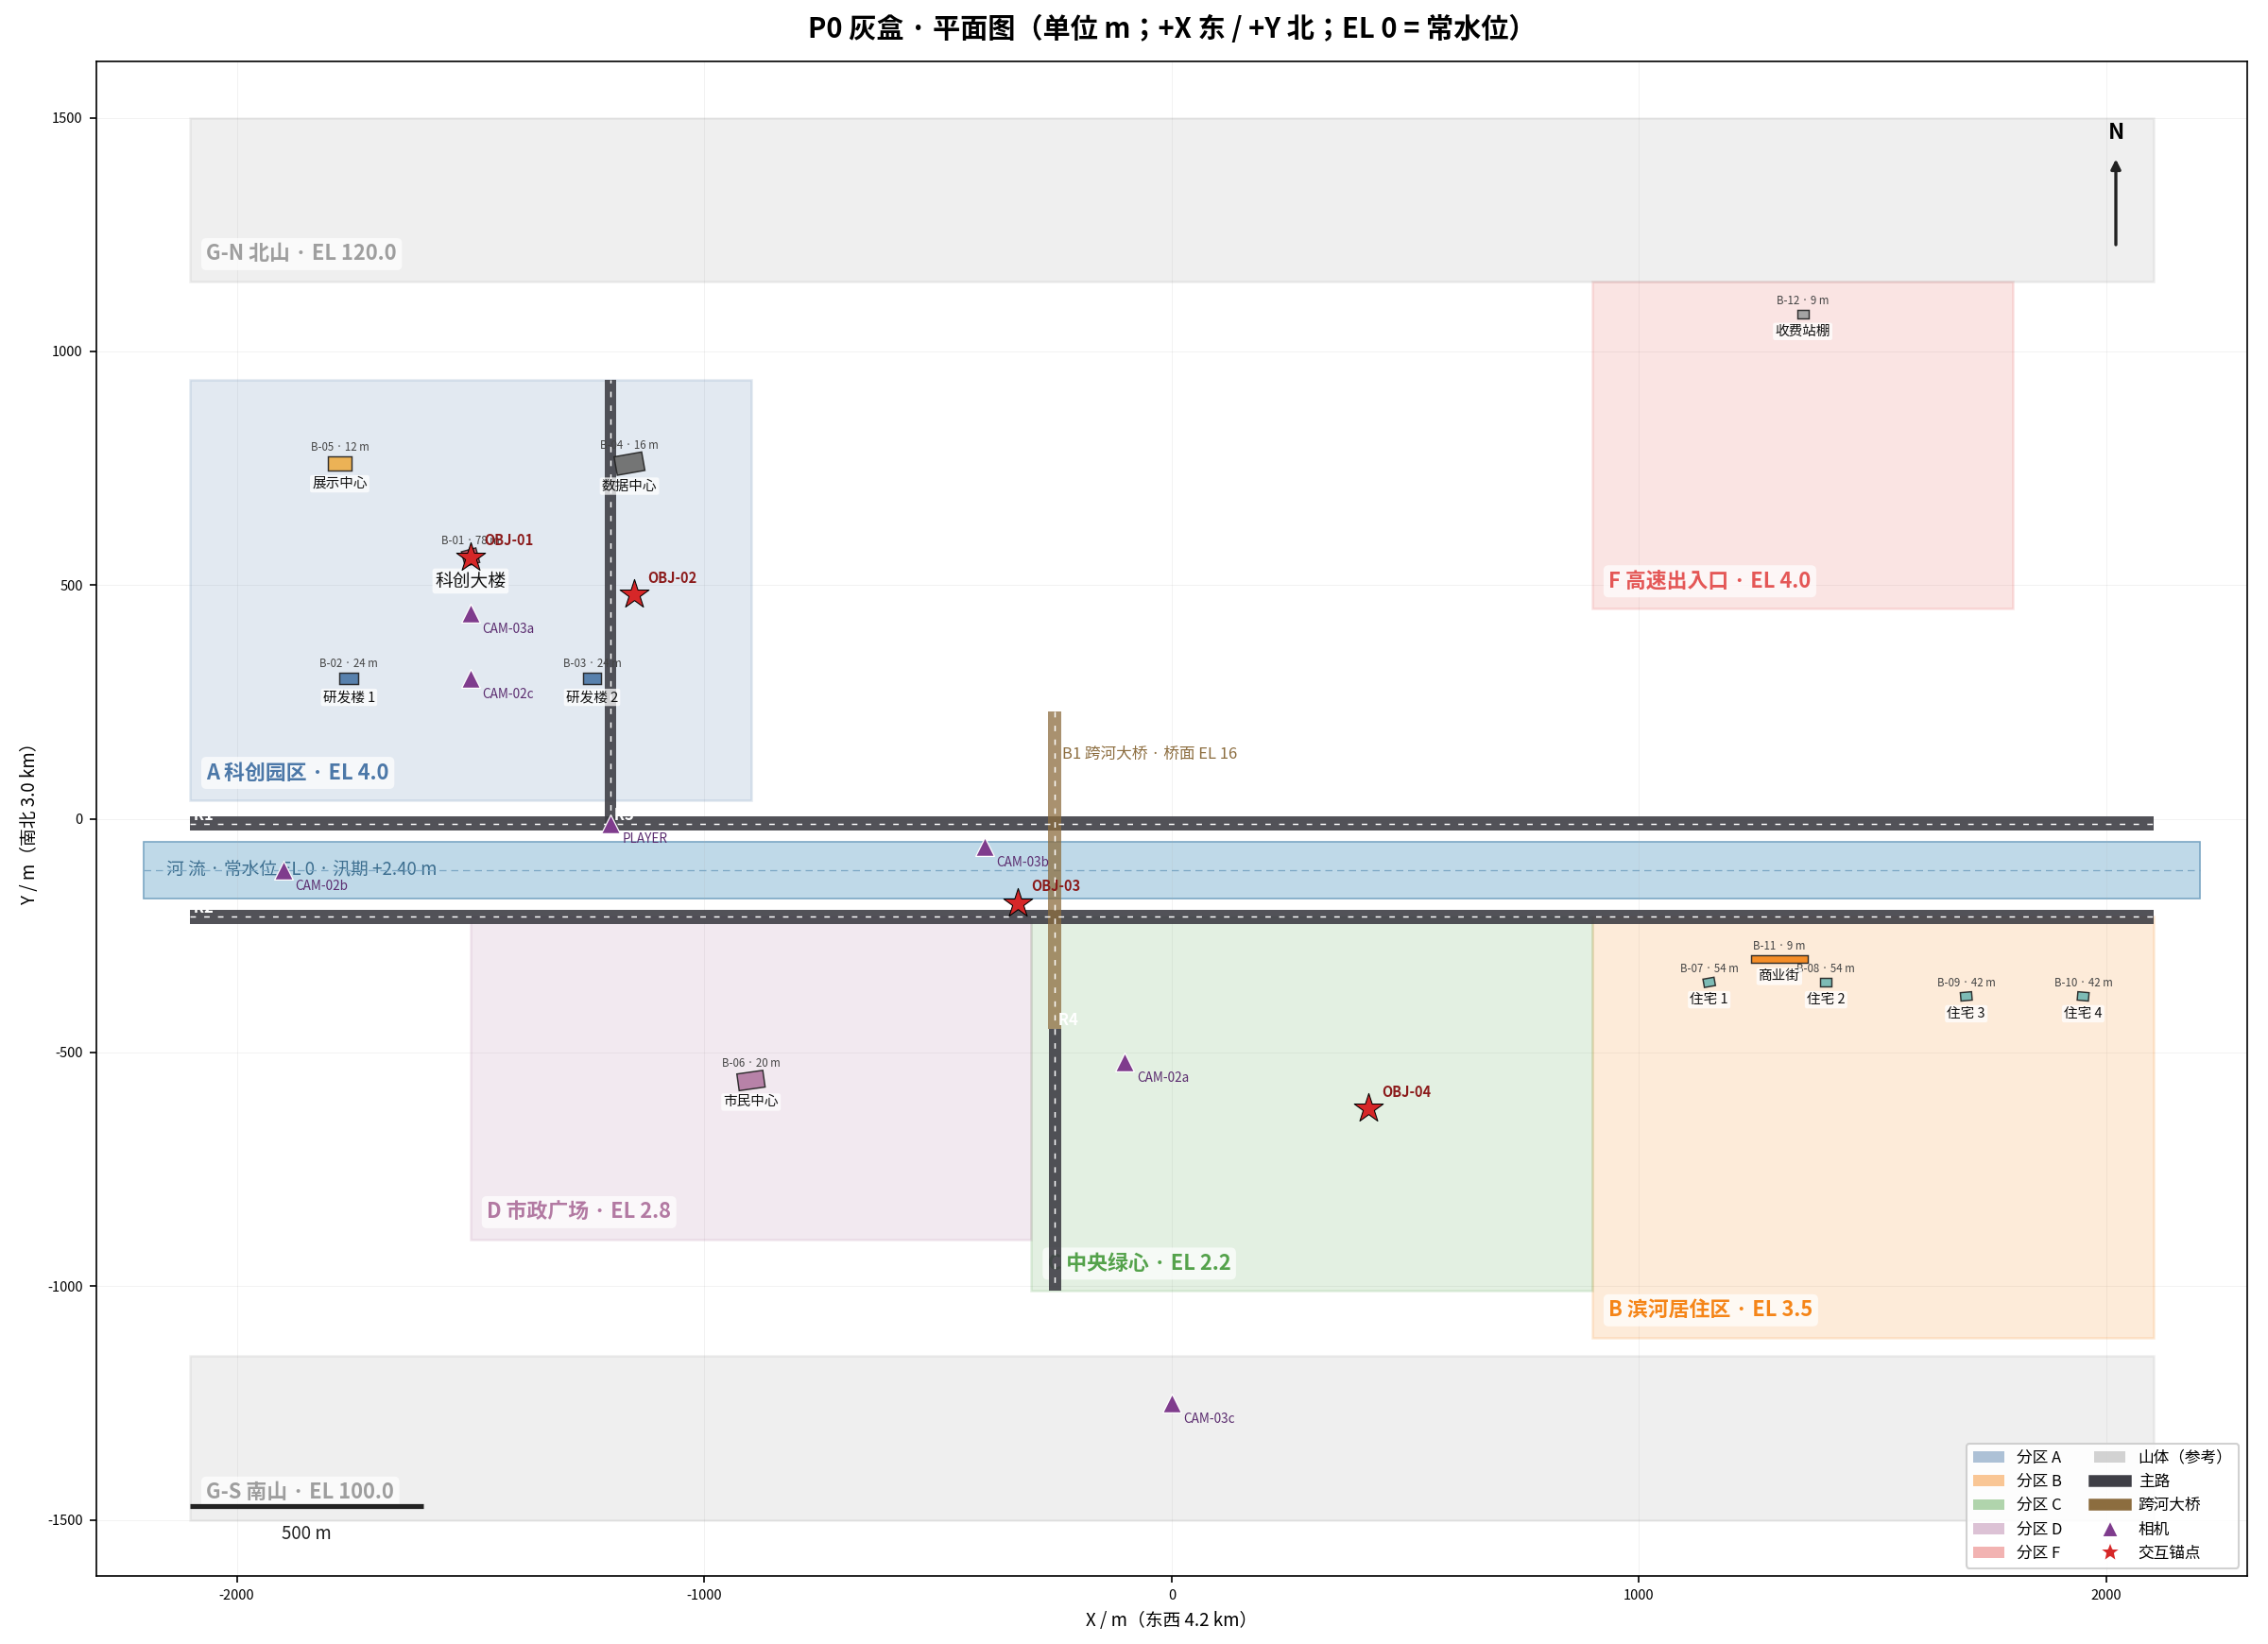 P0 灰盒 · 平面图（单位 m；+X 东 / +Y 北；EL 0 = 常水位）
1500
N
G-N 北山 · EL 120.0
B-12 · 9 m
收费站棚
1000
B-05 · 12 m
展示中心
4 · 16 m
数据中心
B-01 · 78
OBJ-01
科创大楼
OBJ-02
500
F 高速出入口 · EL 4.0
CAM-03a
B-02 · 24 m
研发楼 1
CAM-02c
B-03 · 24 m
研发楼 2
A 科创园区 · EL 4.0
B1 跨河大桥 · 桥面 EL 16
0
R1
R3
PLAYER
河 流 · 常水位 EL 0 · 汛期 +2.40 m
CAM-02b
CAM-03b
OBJ-03
R2
B-11 · 9 m
商业街
B-07 · 54 m
住宅 1
B-08 · 54 m
住宅 2
B-09 · 42 m
住宅 3
B-10 · 42 m
住宅 4
R4
-500
B-06 · 20 m
市民中心
CAM-02a
OBJ-04
D 市政广场 · EL 2.8
中央绿心 · EL 2.2
-1000
B 滨河居住区 · EL 3.5
CAM-03c
G-S 南山 · EL 100.0
500 m
-1500
分区 A
分区 B
分区 C
分区 D
分区 F
山体（参考）
主路
跨河大桥
相机
交互锚点
-2000
-1000
0
1000
2000
X / m（东西 4.2 km）
Y / m（南北 3.0 km）